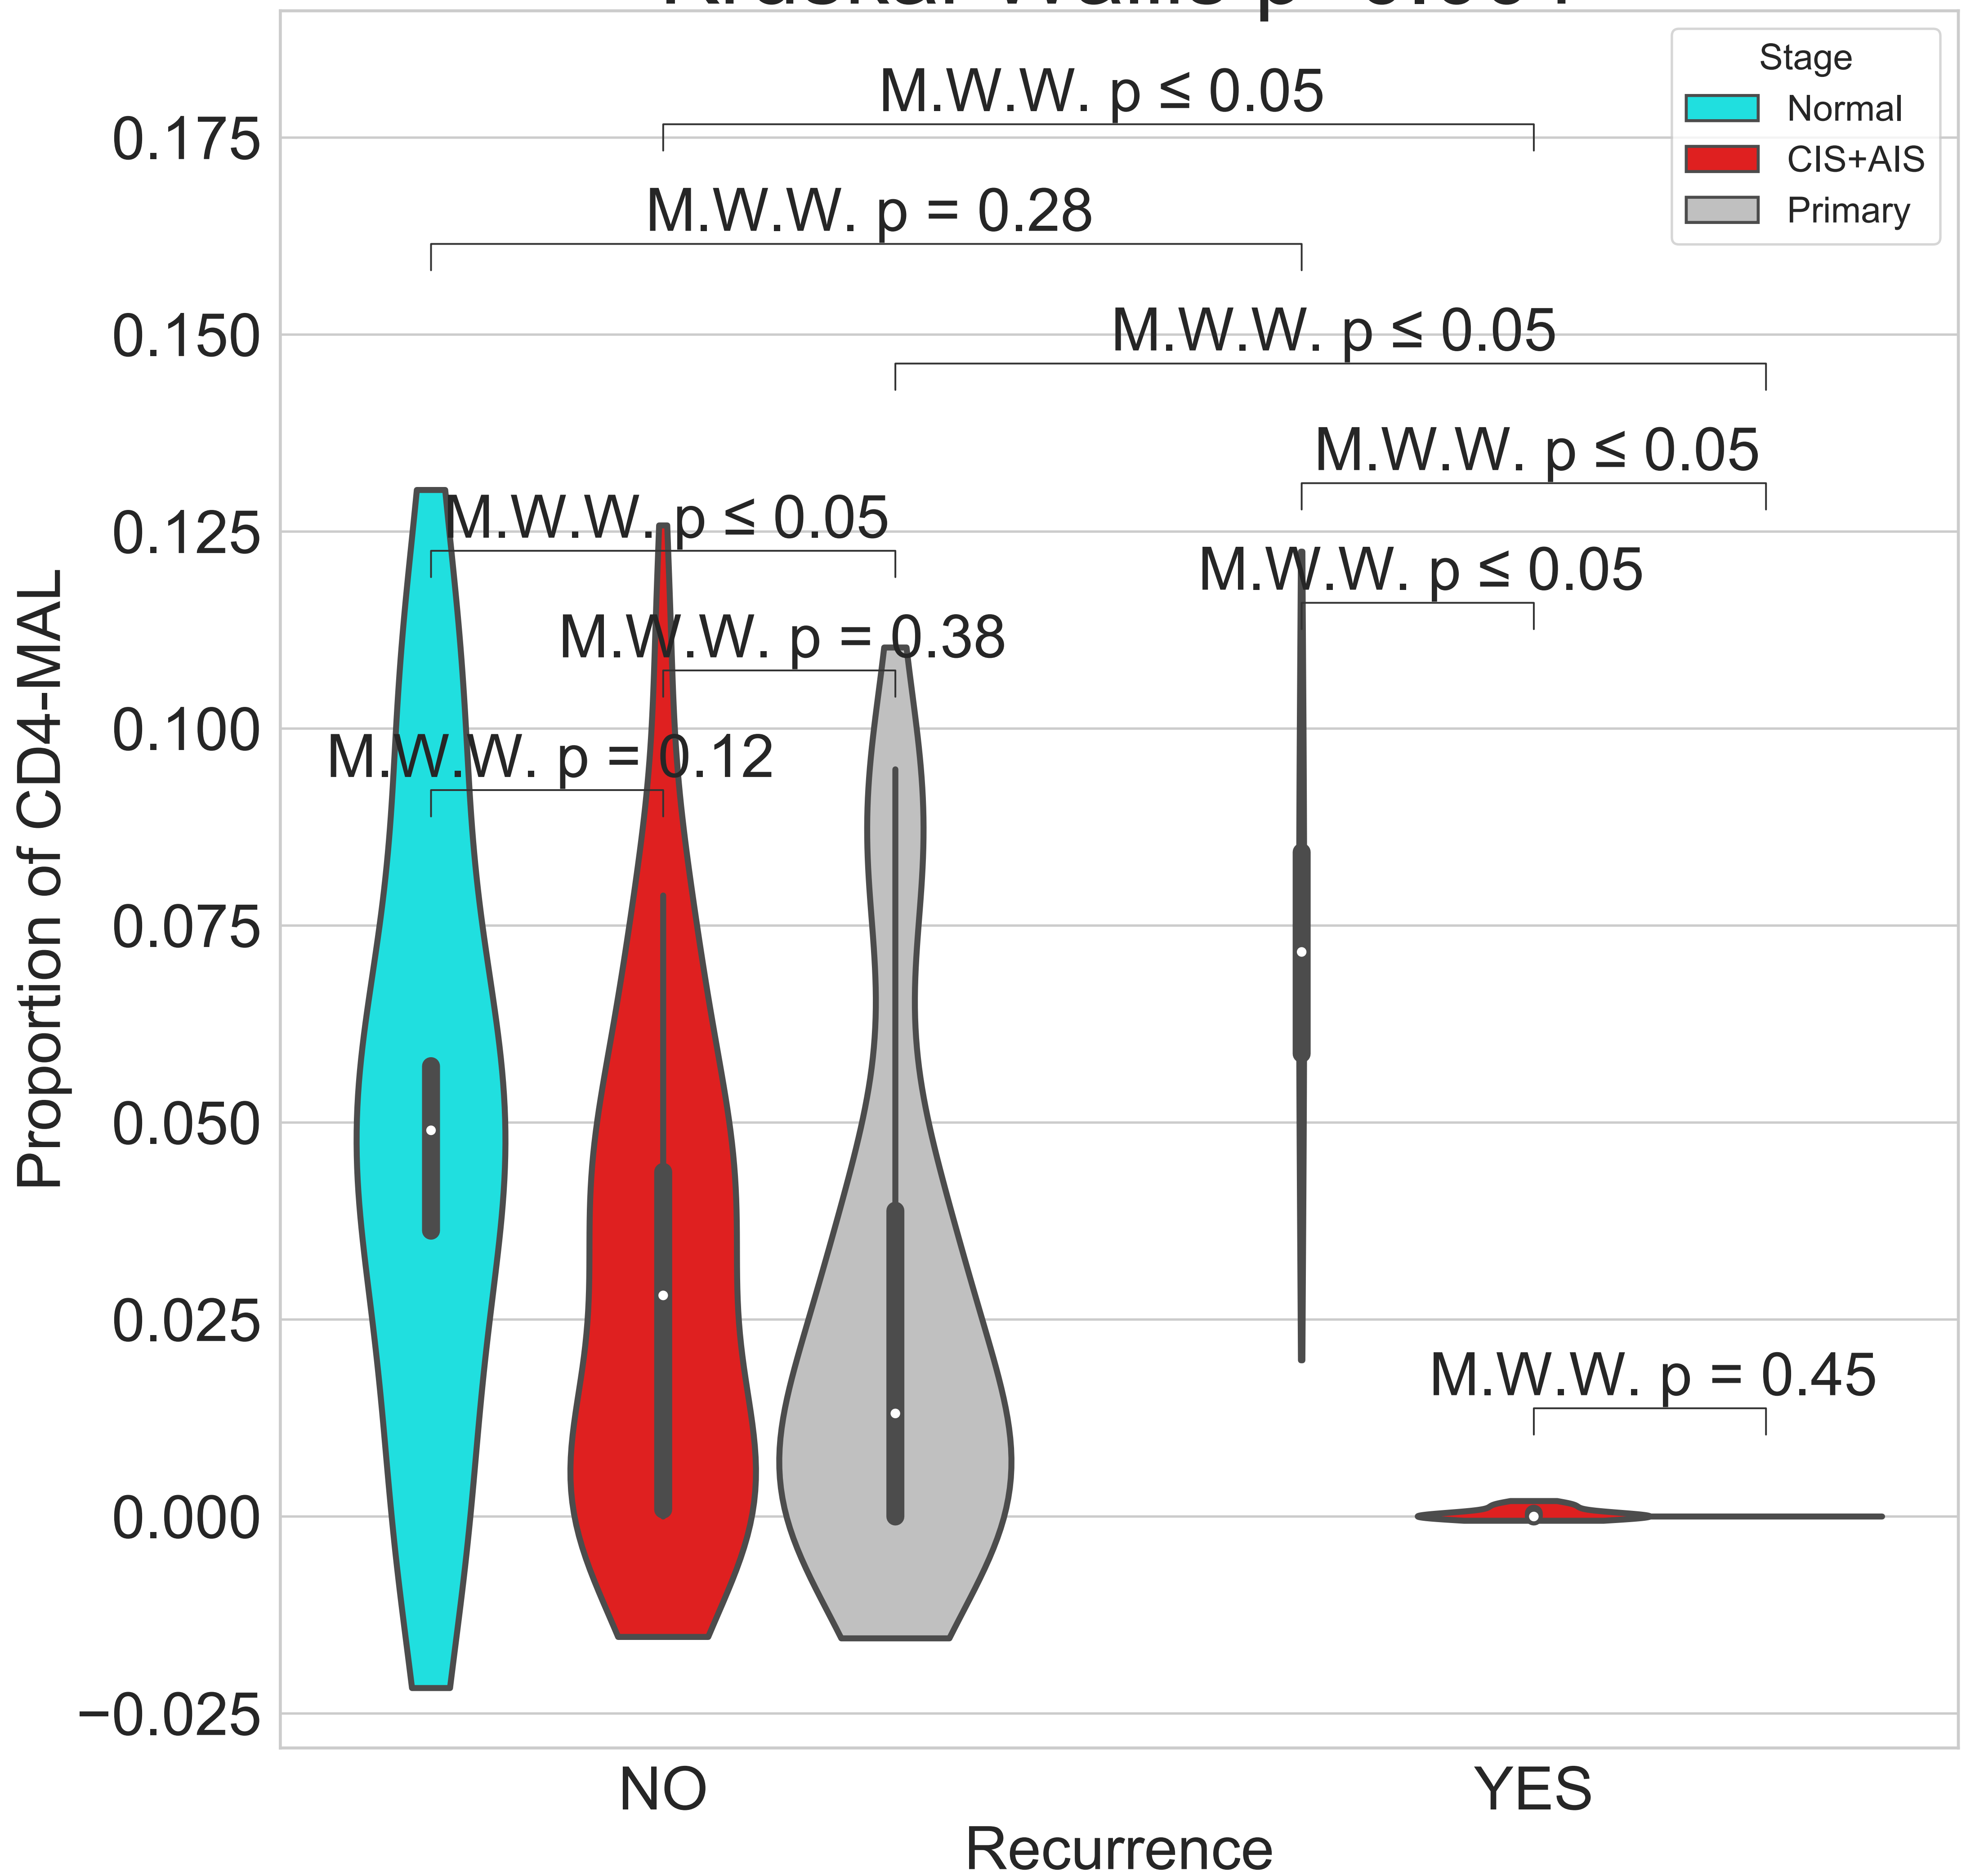 Stage
Normal
CIS+AIS
Primary
M.W.W. p ≤ 0.05
M.W.W. p = 0.28
M.W.W. p ≤ 0.05
M.W.W. p ≤ 0.05
M.W.W. p ≤ 0.05
M.W.W. p ≤ 0.05
M.W.W. p = 0.38
M.W.W. p = 0.12
M.W.W. p = 0.45
0.175
0.150
0.125
0.100
0.075
0.050
0.025
0.000
−0.025
Proportion of CD4-MAL
NO
YES
Recurrence